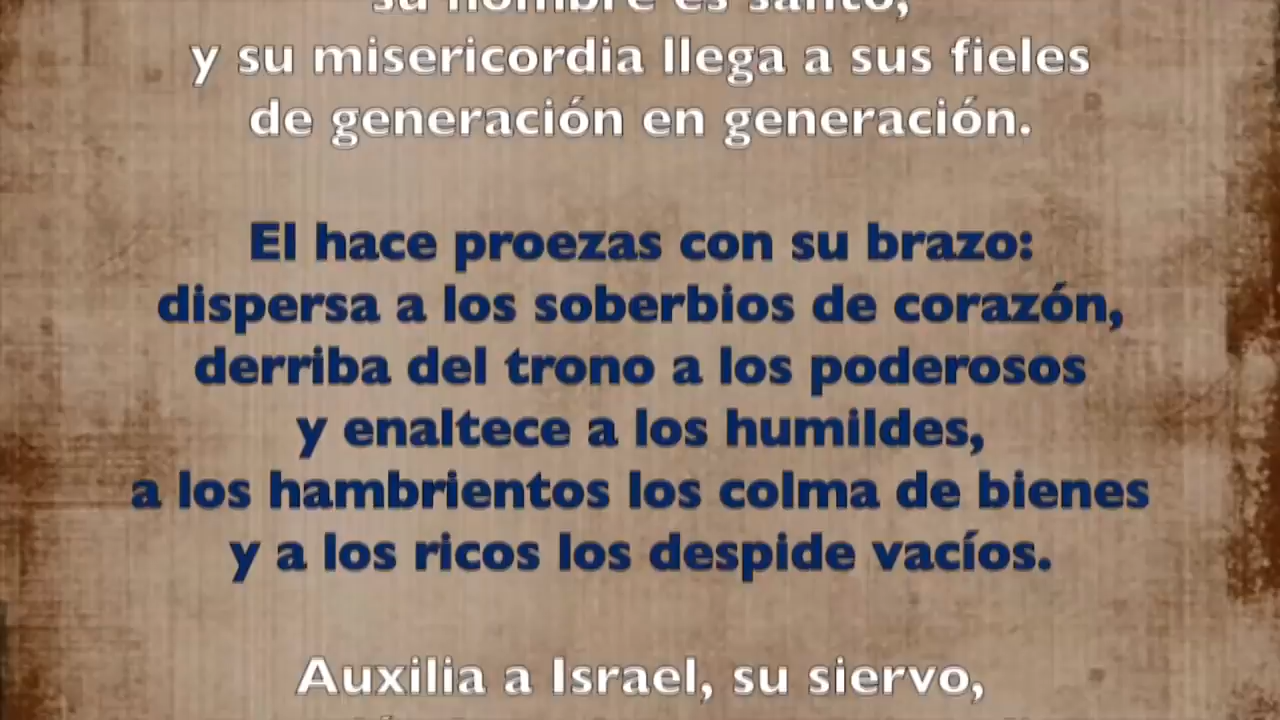 su nombre es santo,
y su misericordia llega a sus fieles
de generación en generación.
El hace proezas con su brazo:
dispersa a los soberbios de corazón,
derriba del trono a los poderosos
y enaltece a los humildes,
a los hambrientos los colma de bienes
y a los ricos los despide vacíos.
Auxilia a Israel, su siervo,